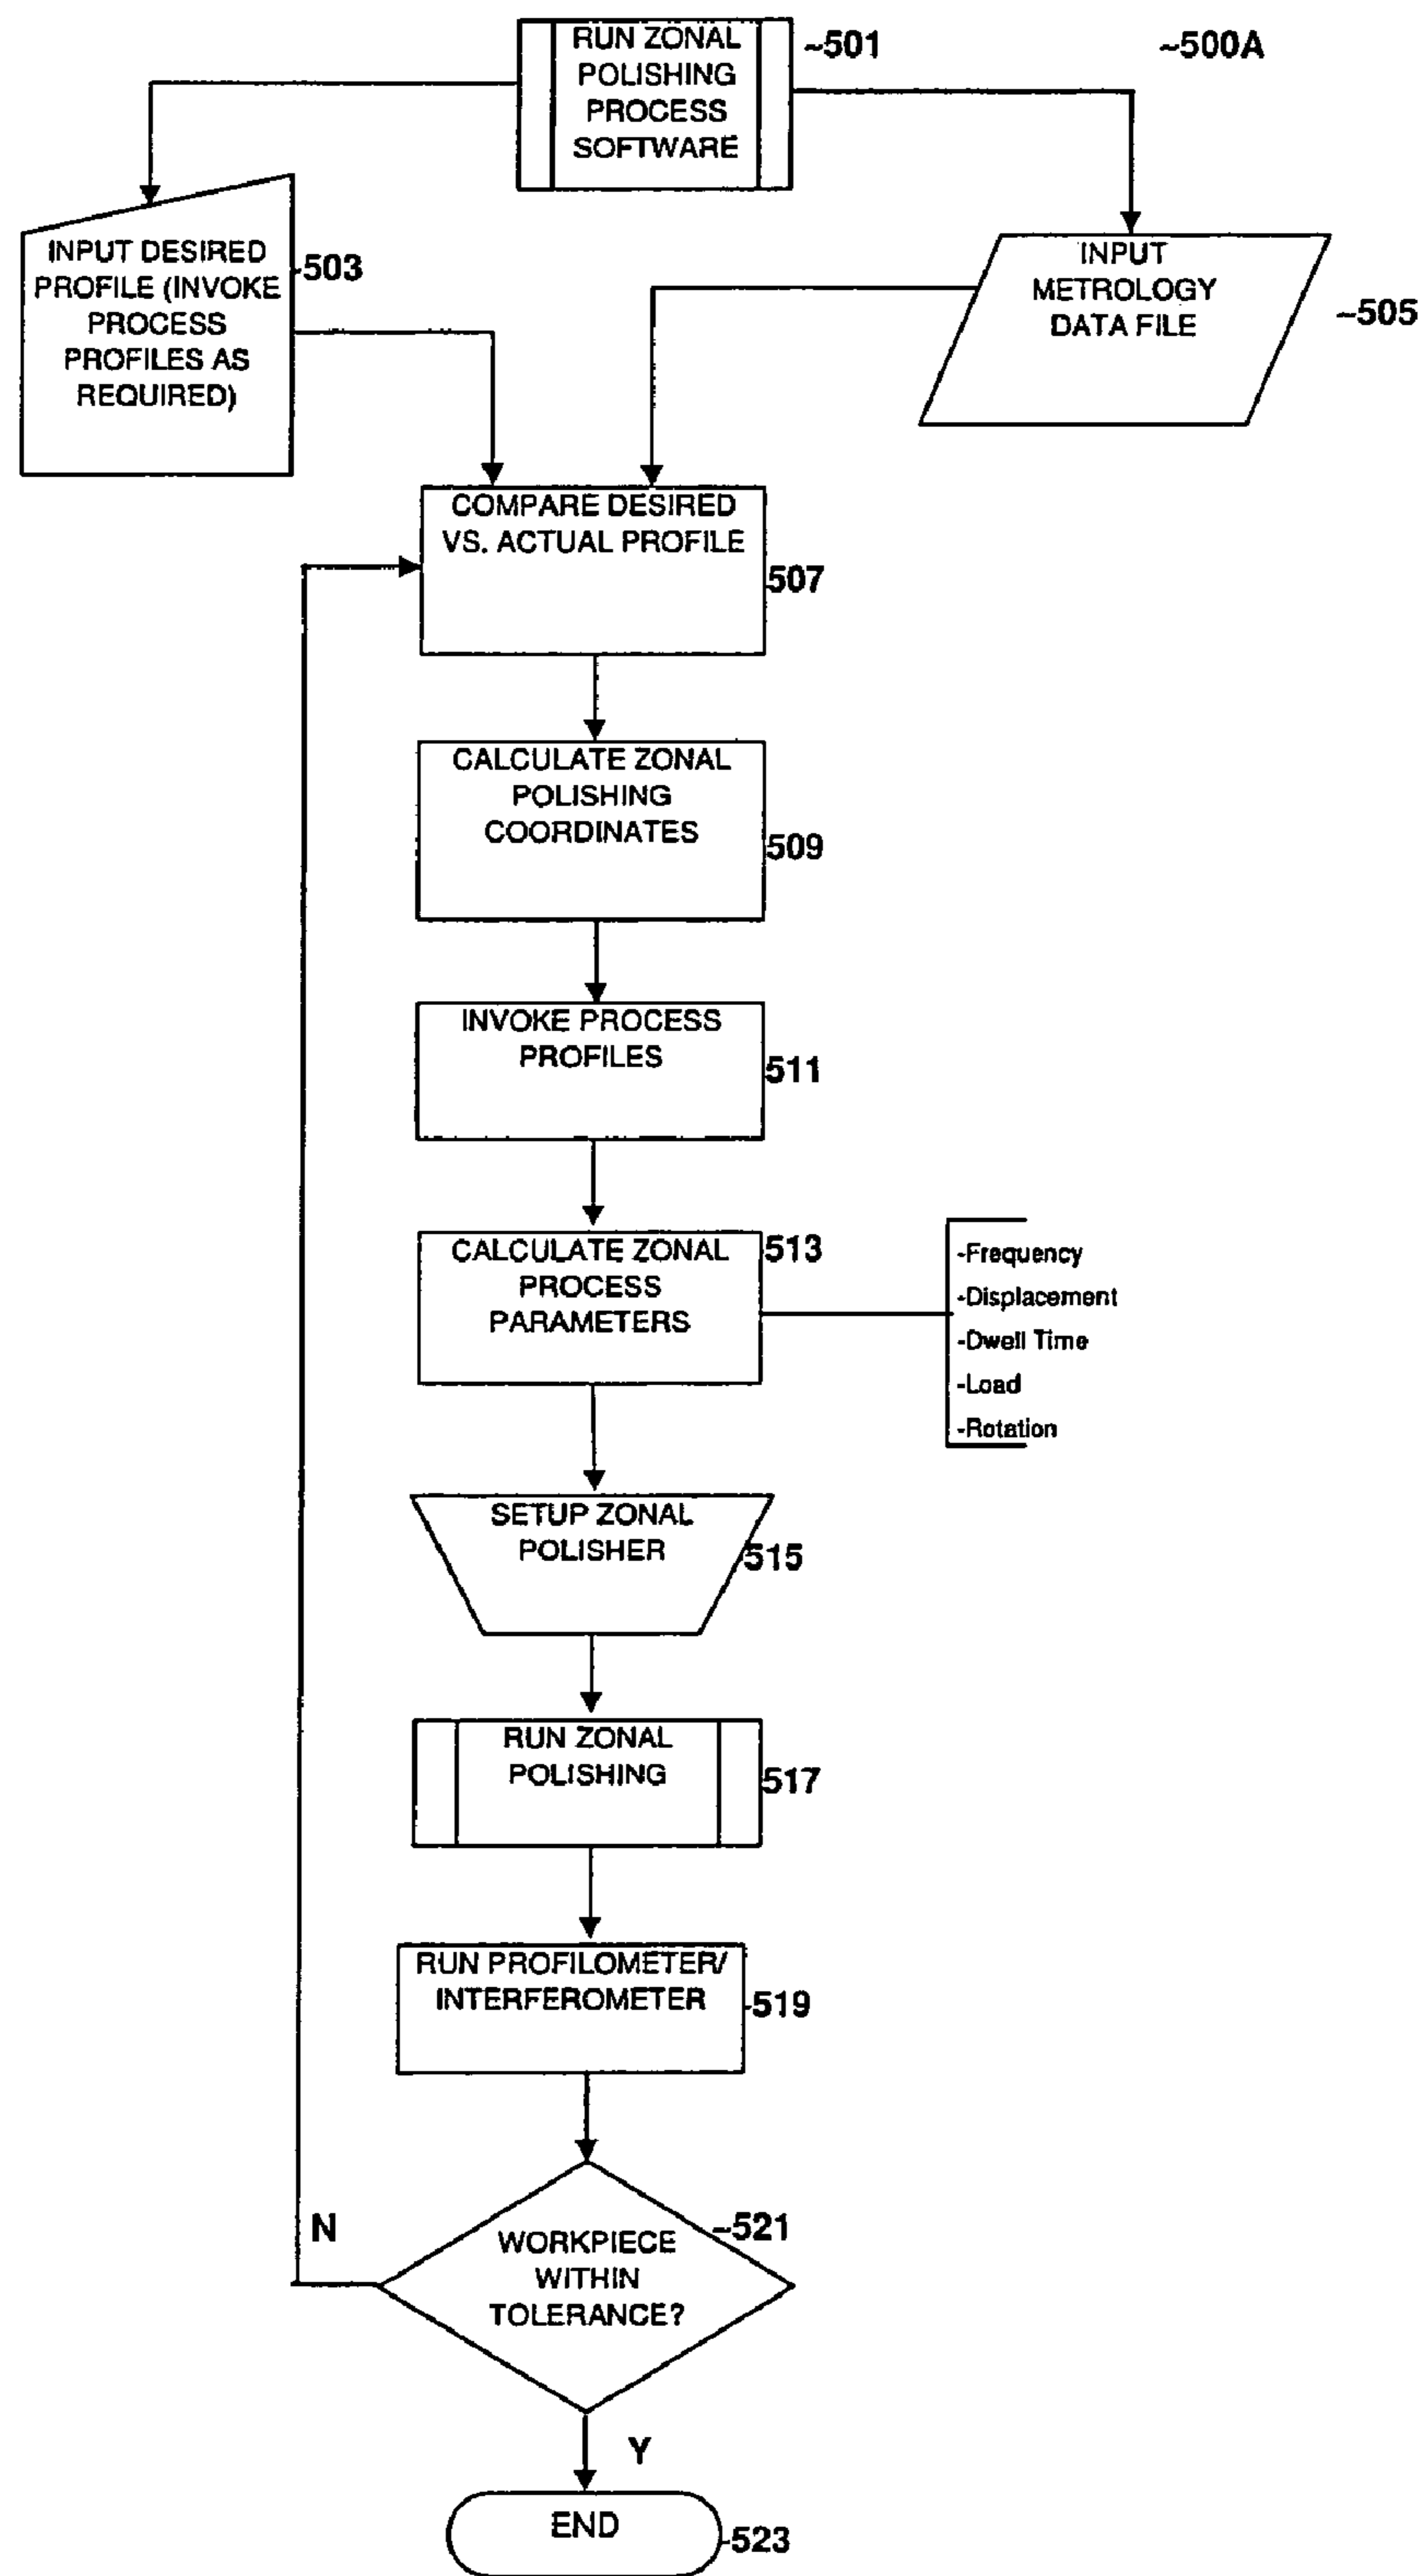 RUN ZONAL
POLISHING
PROCESS
SOFTWARE
~501
~500A
INPUT DESIRED
PROFILE (INVOKE
PROCESS
PROFILES AS
REQUIRED)
503
INPUT
METROLOGY
DATA FILE
~505
COMPARE DESIRED
VS. ACTUAL PROFILE
507
CALCULATE ZONAL
POLISHING
COORDINATES
509
INVOKE PROCESS
PROFILES
511
CALCULATE ZONAL
PROCESS
PARAMETERS
513
-Frequency
-Displacement
-Dwell Time
-Load
-Rotation
SETUP ZONAL
POLISHER
515
RUN ZONAL
POLISHING
517
RUN PROFILOMETER/
INTERFEROMETER
519
WORKPIECE
WITHIN
TOLERANCE?
~521
N
Y
END
523